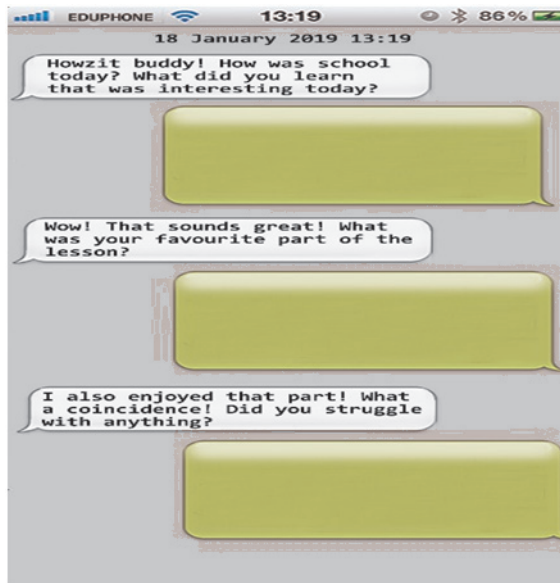 EDUPHONE 13:19 86%
18 January 2019 13:19
Howzit buddy! How was school
today? What did you learn
that was interesting today?
Wow! That sounds great! What
was your favourite part of the
lesson?
I also enjoyed that part! What
a coincidence! Did you struggle
with anything?